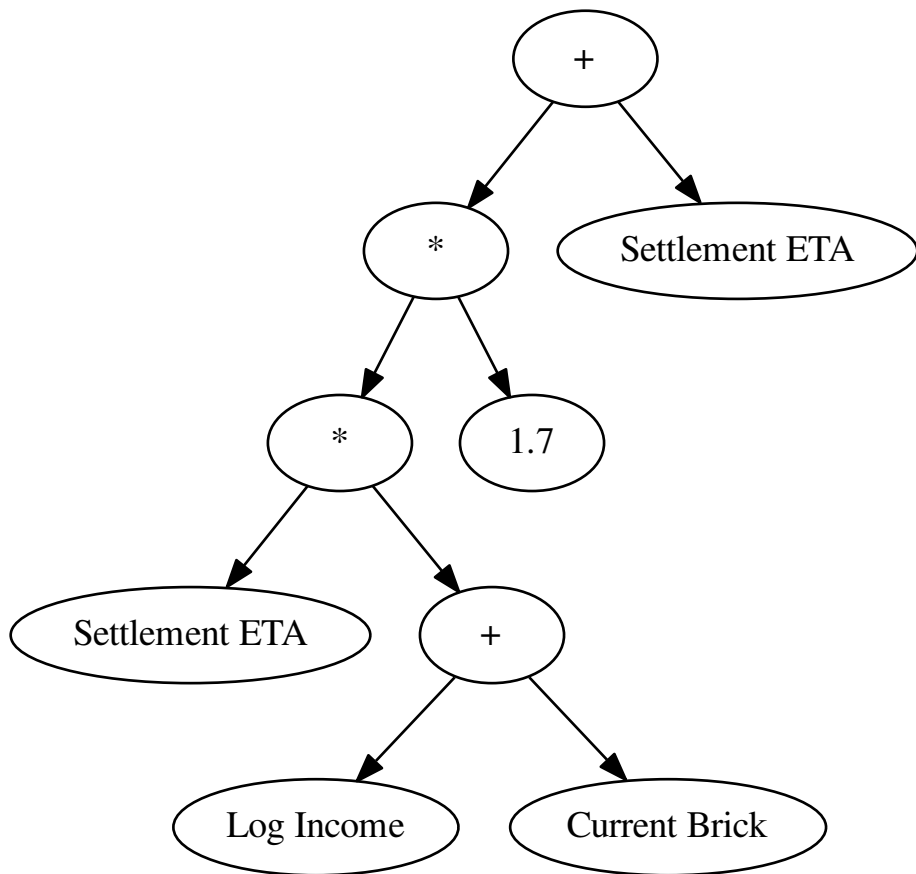 +
*
Settlement ETA
*
1.7
Settlement ETA
+
Log Income
Current Brick